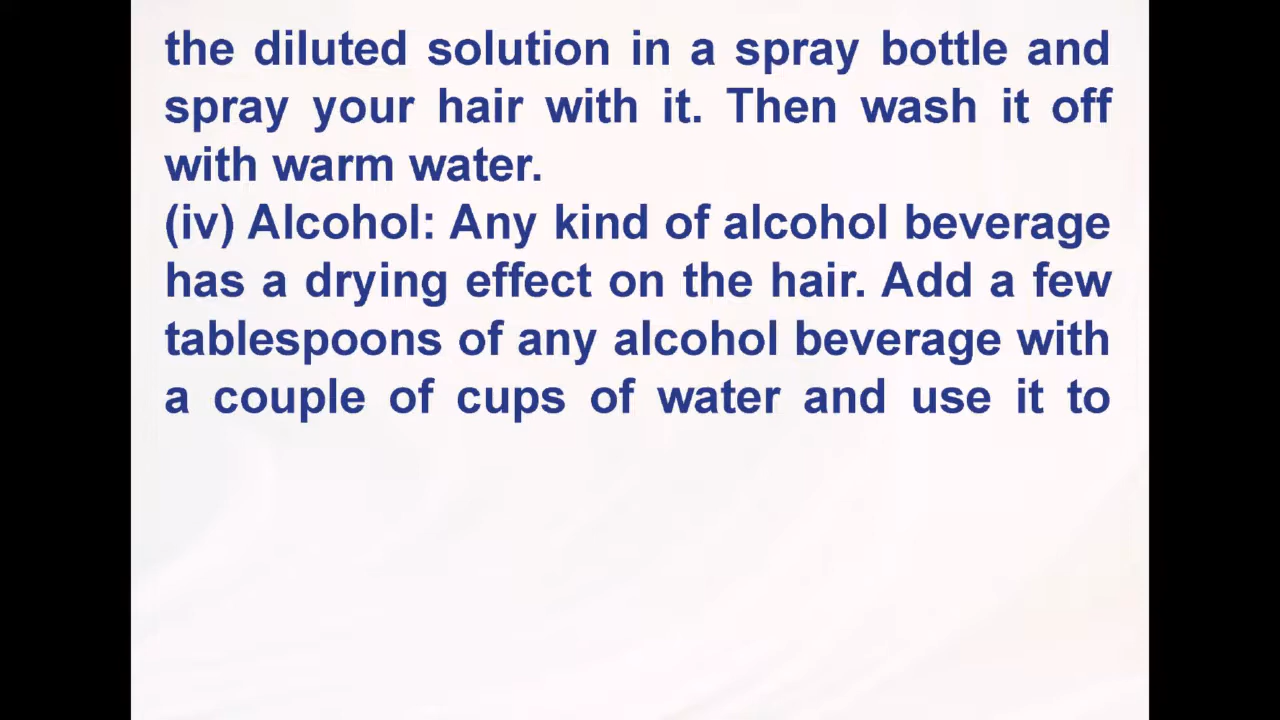 the diluted solution in a spray bottle and
spray your hair with it. Then wash it off
with warm water.
(iv) Alcohol: Any kind of alcohol beverage
has a drying effect on the hair. Add a few
tablespoons of any alcohol beverage with
a couple of cups of water and use it to